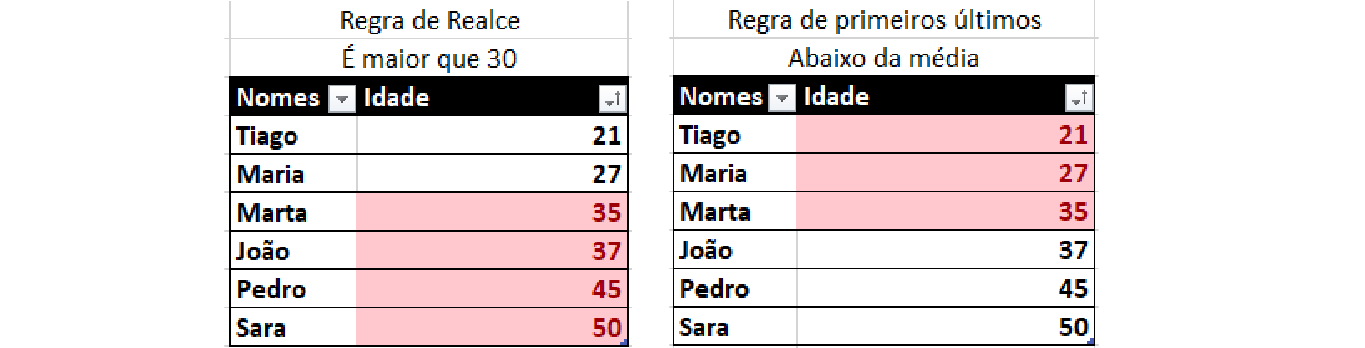 Regra de Realce
É maior que 30
Nomes Idade
Tiago 21
Maria 27
Marta 35
João 37
Pedro 45
Sara 50
Regra de primeiros últimos
Abaixo da média
Nomes Idade
Tiago 21
Maria 27
Marta 35
João 37
Pedro 45
Sara 50